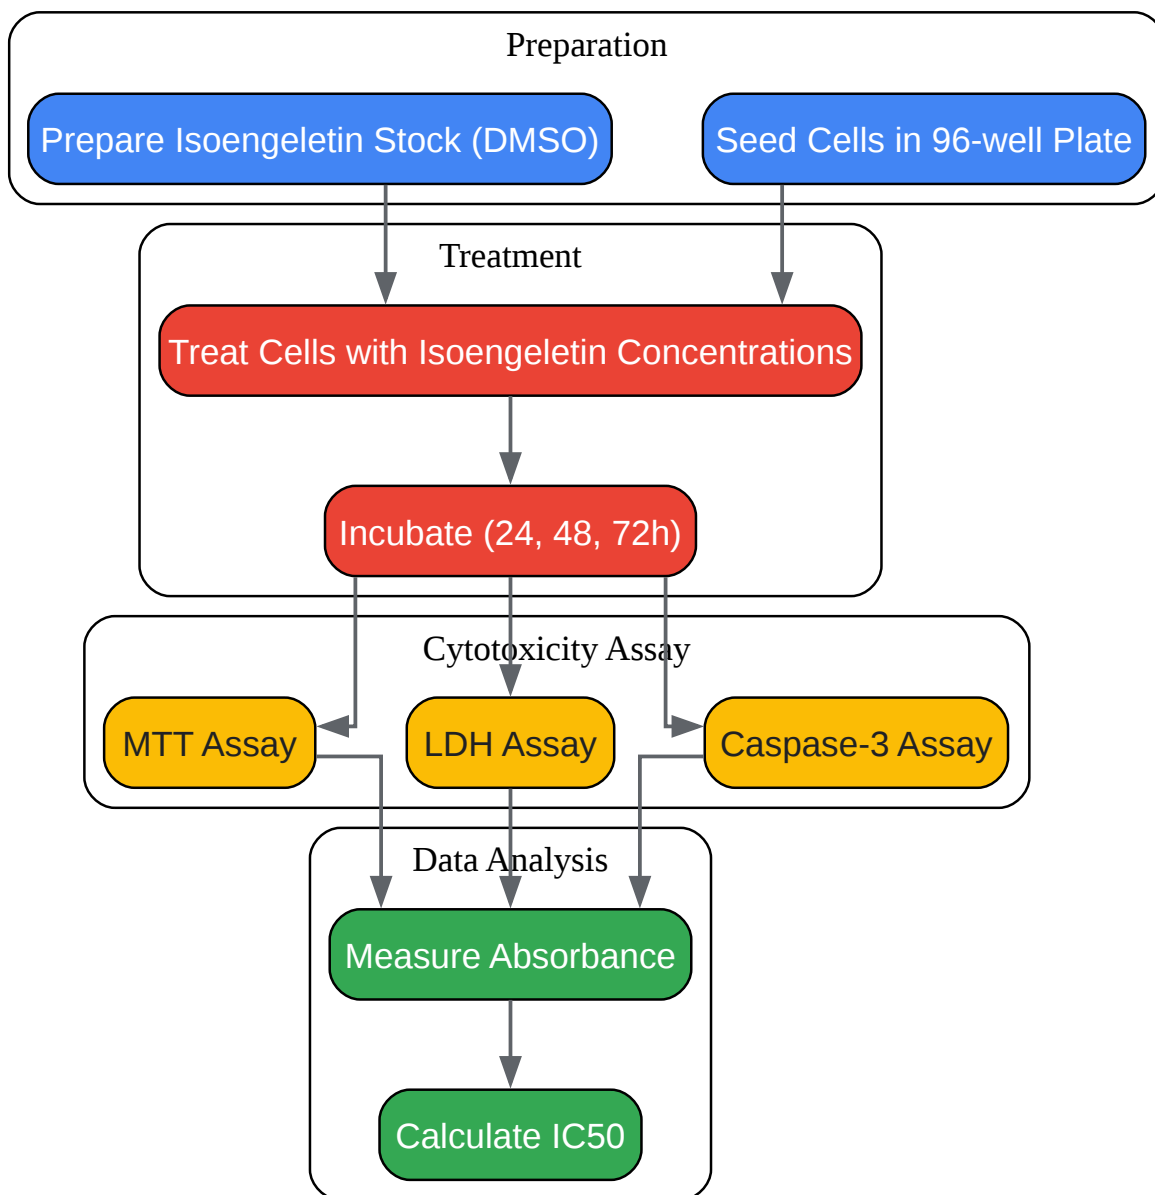 Preparation
Prepare Isoengeletin Stock (DMSO)
Seed Cells in 96-well Plate
Treatment
Treat Cells with Isoengeletin Concentrations
Incubate (24, 48, 72h)
Cytotoxicity Assay
MTT Assay
LDH Assay
Caspase-3 Assay
Data Analysis
Measure Absorbance
Calculate IC50